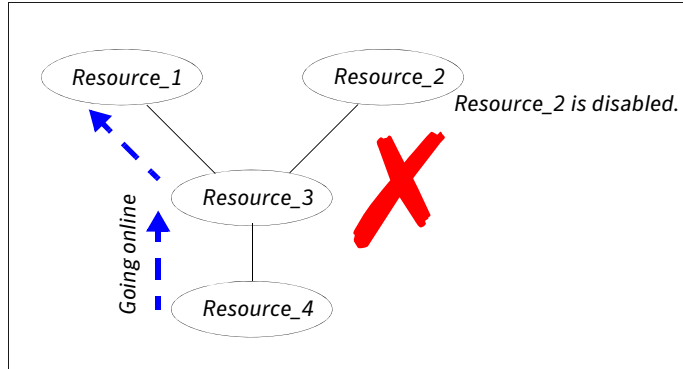 Resource_1
Resource_2
Resource_2 is disabled.
Resource_3
Going online
Resource_4